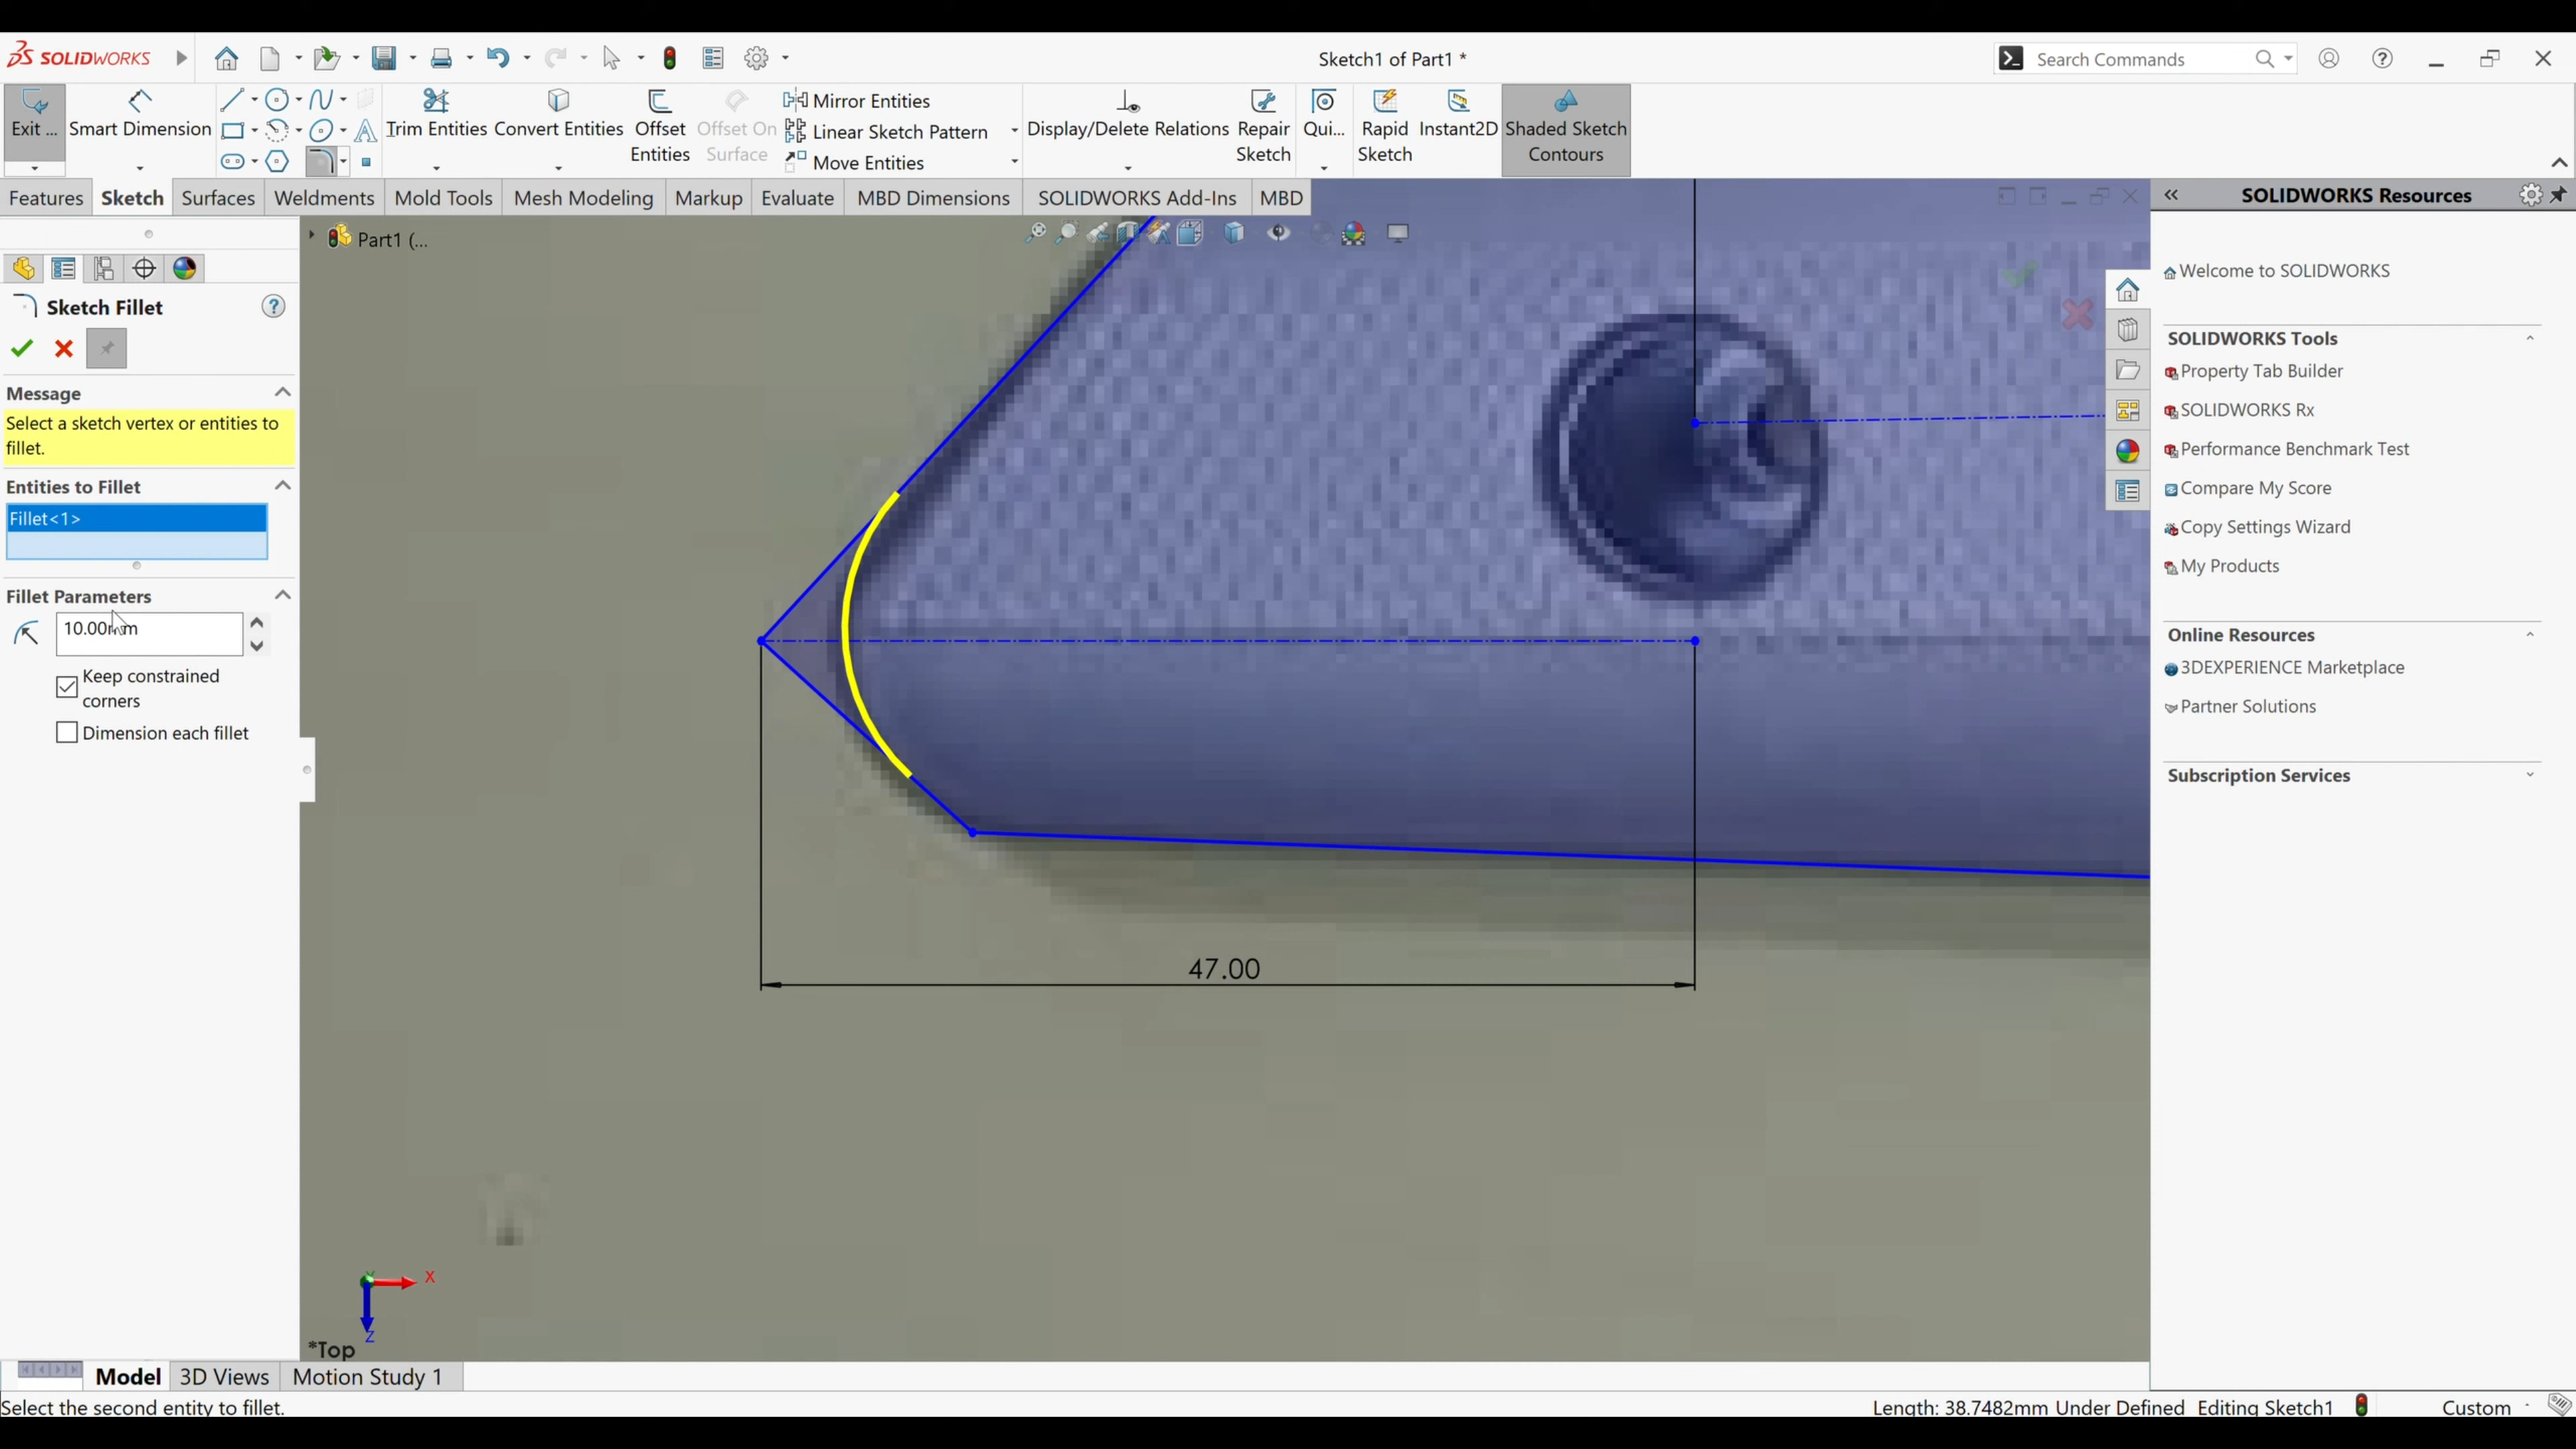 SOLIDWORKS
Sketch1 of Part1 *
Search Commands
Exit ...
Smart Dimension
Trim Entities
Convert Entities
Offset
Entities
Offset On
Surface
Mirror Entities
Linear Sketch Pattern
Move Entities
Display/Delete Relations
Repair
Sketch
Qui...
Rapid
Sketch
Instant2D
Shaded Sketch
Contours
Features
Sketch
Surfaces
Weldments
Mold Tools
Mesh Modeling
Markup
Evaluate
MBD Dimensions
SOLIDWORKS Add-Ins
MBD
Part1 (...
Sketch Fillet
Message
Select a sketch vertex or entities to
fillet.
Entities to Fillet
Fillet<1>
Fillet Parameters
10.00mm
Keep constrained
corners
Dimension each fillet
47.00
X
Z
*Top
SOLIDWORKS Resources
Welcome to SOLIDWORKS
SOLIDWORKS Tools
Property Tab Builder
SOLIDWORKS Rx
Performance Benchmark Test
Compare My Score
Copy Settings Wizard
My Products
Online Resources
3DEXPERIENCE Marketplace
Partner Solutions
Subscription Services
Model
3D Views
Motion Study 1
Select the second entity to fillet.
Length: 38.7482mm
Under Defined
Editing Sketch1
Custom